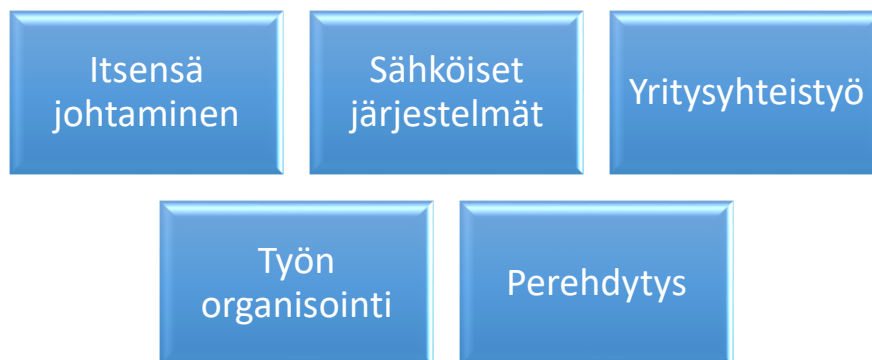 Itsensä
johtaminen
Sähköiset
järjestelmät
Yritysyhteistyö
Työn
organisointi
Perehdytys